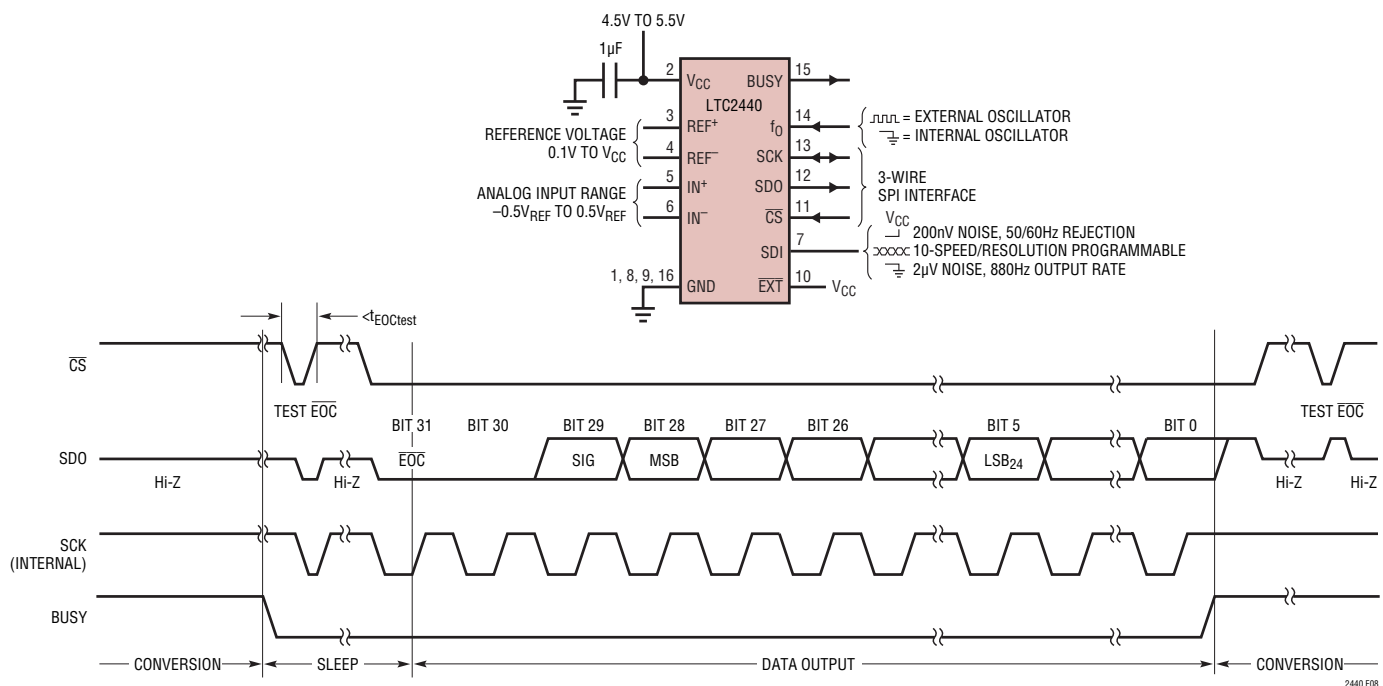 4.5V TO 5.5V
1µF
2
VCC
BUSY
15
LTC2440
REFERENCE VOLTAGE
0.1V TO VCC
3
REF+
4
REF–
fO
14
= EXTERNAL OSCILLATOR
= INTERNAL OSCILLATOR
ANALOG INPUT RANGE
–0.5VREF TO 0.5VREF
5
IN+
6
IN–
SCK
13
SDO
12
CS
11
3-WIRE
SPI INTERFACE
SDI
7
VCC
200nV NOISE, 50/60Hz REJECTION
10-SPEED/RESOLUTION PROGRAMMABLE
2µV NOISE, 880Hz OUTPUT RATE
1, 8, 9, 16
GND
EXT
10
VCC
<tEOCtest
CS
TEST EOC
TEST EOC
BIT 31
BIT 30
BIT 29
BIT 28
BIT 27
BIT 26
BIT 5
BIT 0
SDO
Hi-Z
Hi-Z
EOC
SIG
MSB
LSB24
Hi-Z
Hi-Z
SCK
(INTERNAL)
BUSY
CONVERSION
SLEEP
DATA OUTPUT
CONVERSION
2440 F08